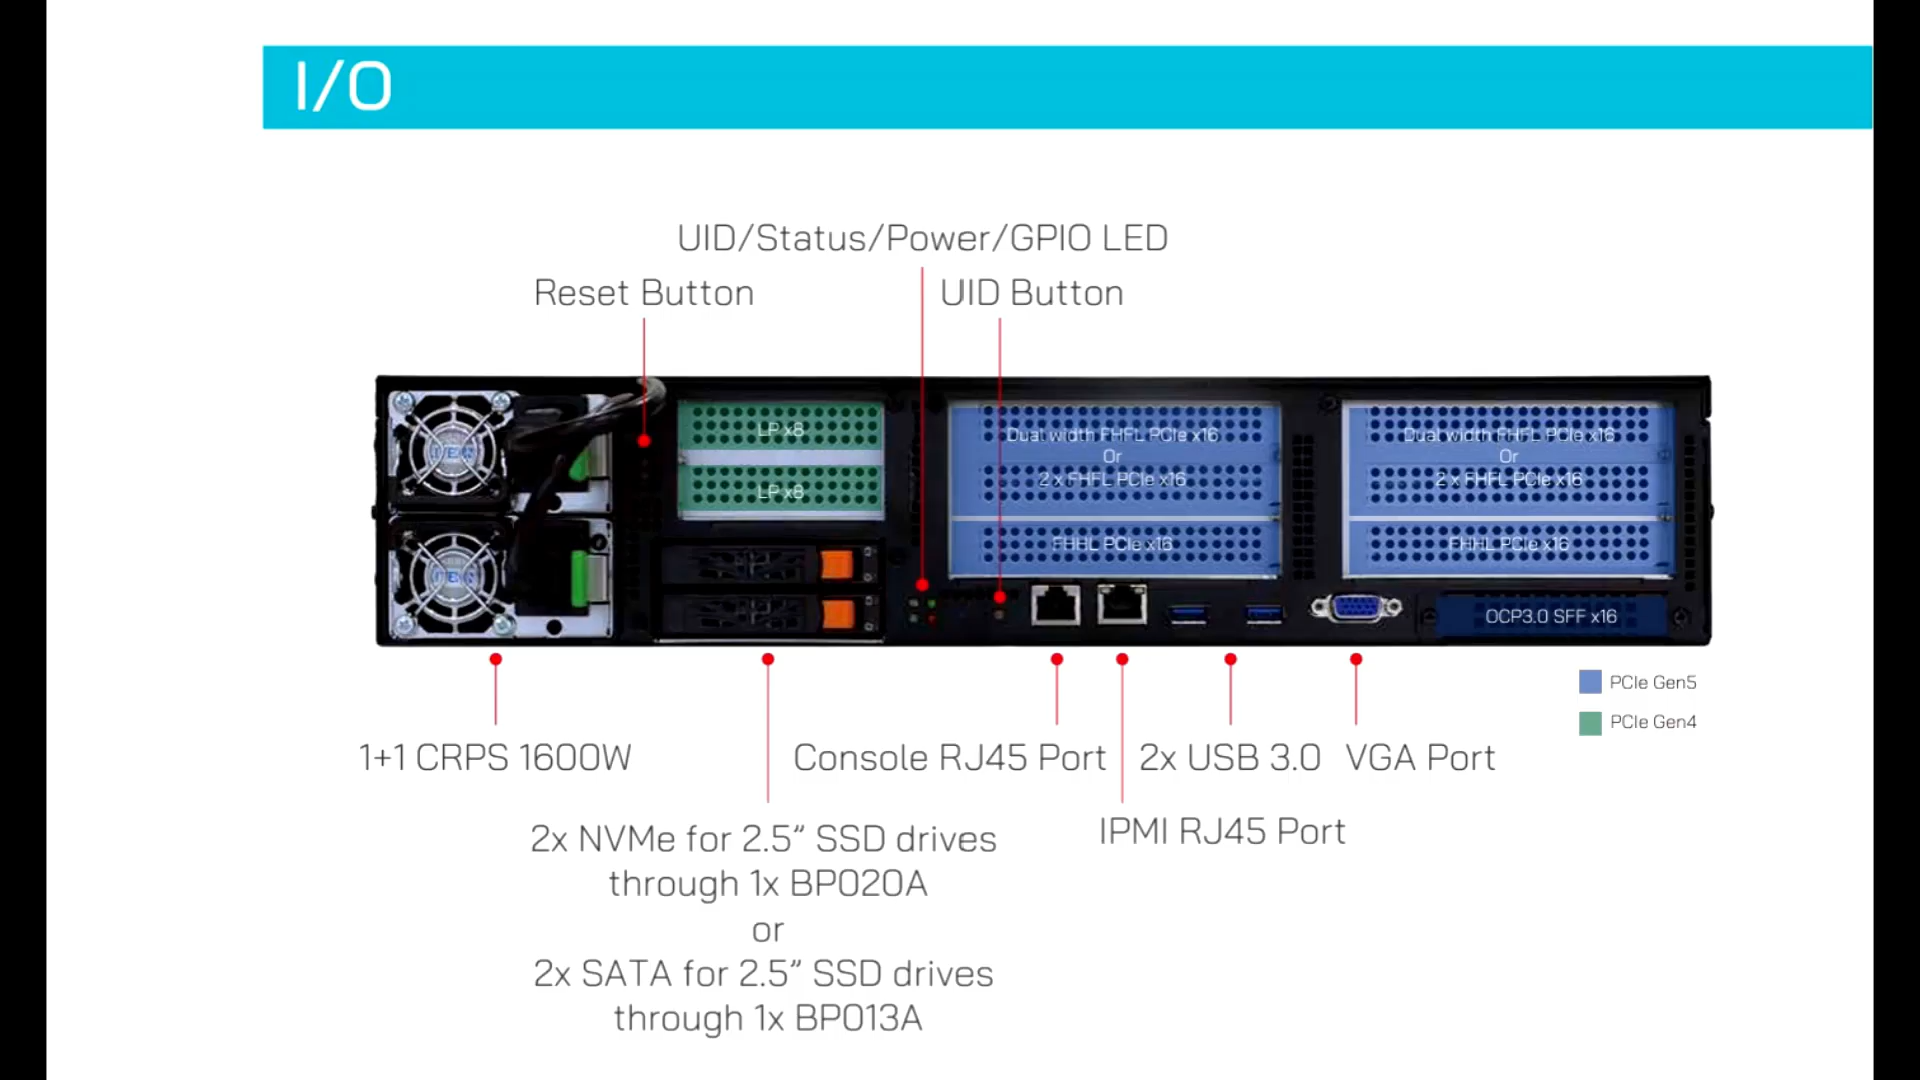 I/O
UID/Status/Power/GPIO LED
Reset Button
UID Button
LP x8
LP x8
Dual width FHFL PCIe x16
Or
2 x FHFL PCIe x16
FHHL PCIe x16
Dual width FHFL PCIe x16
Or
2 x FHFL PCIe x16
FHHL PCIe x16
OCP3.0 SFF x16
PCIe Gen5
PCIe Gen4
1+1 CRPS 1600W
Console RJ45 Port
2x USB 3.0
VGA Port
IPMI RJ45 Port
2x NVMe for 2.5” SSD drives
through 1x BP020A
or
2x SATA for 2.5” SSD drives
through 1x BP013A